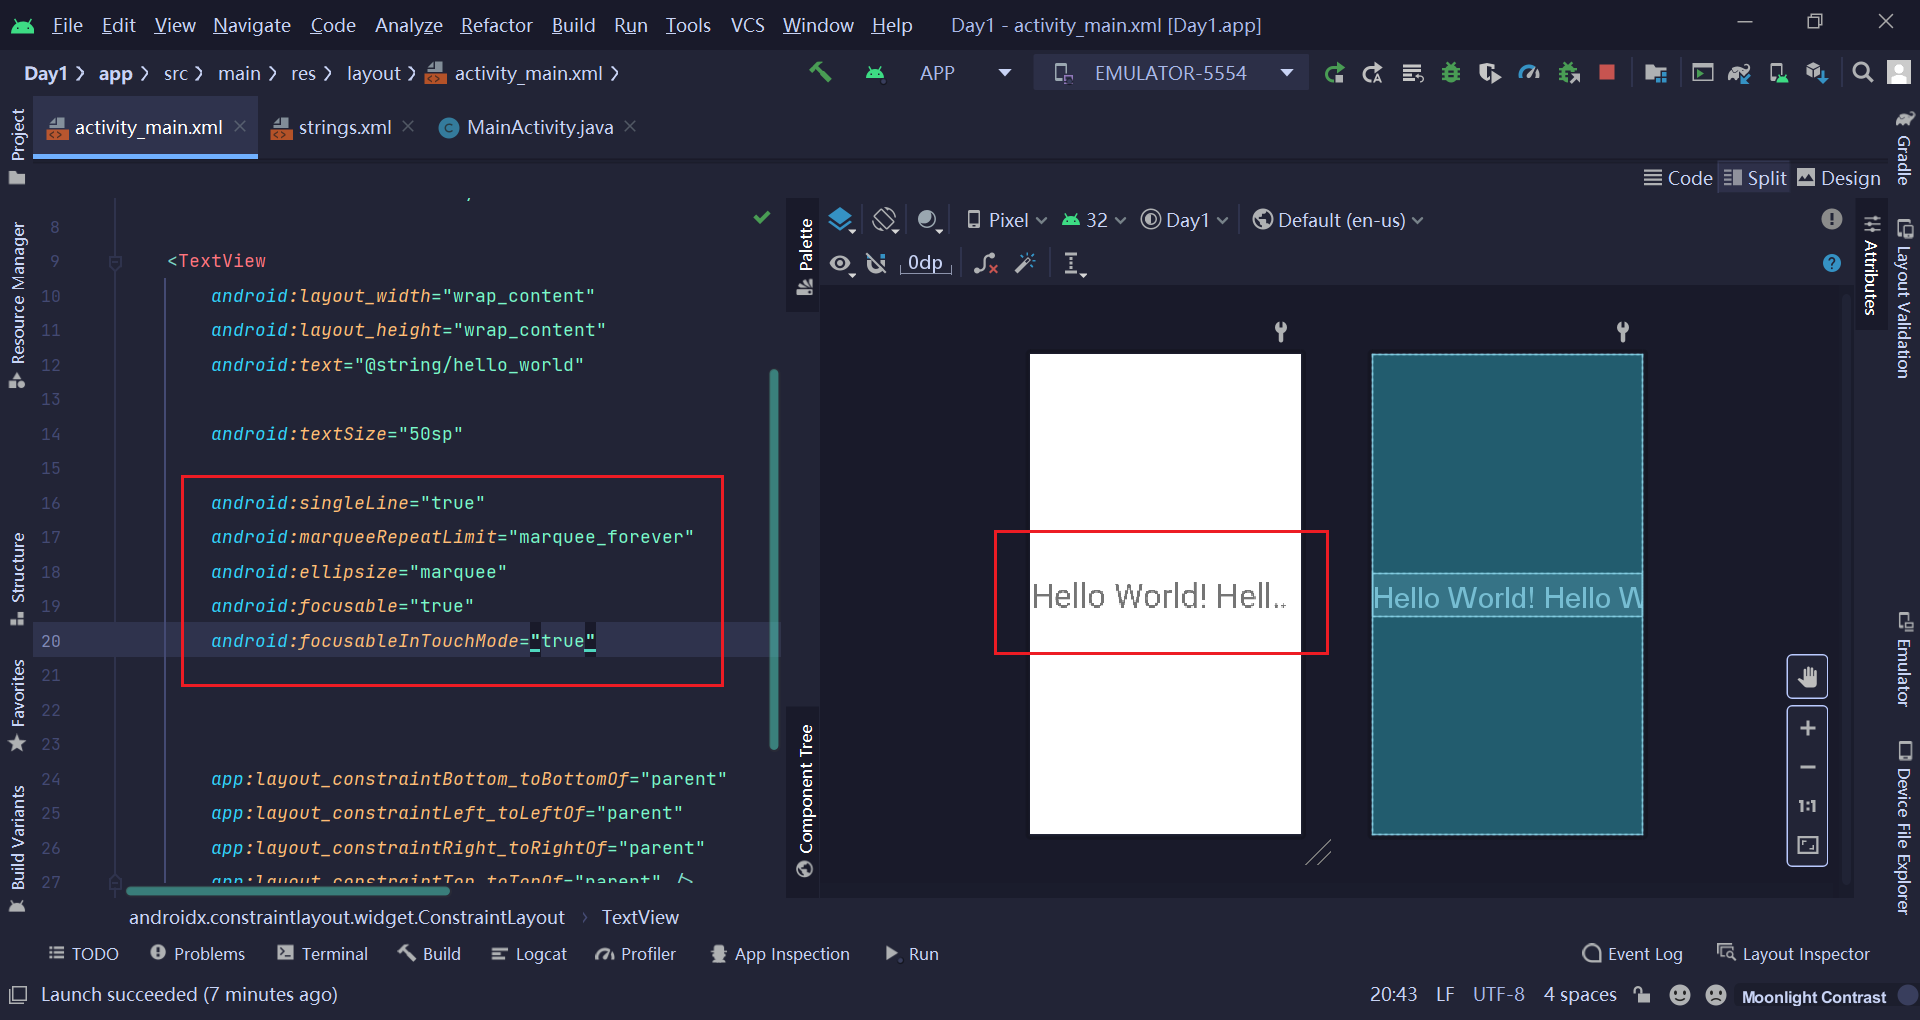 File Edit View Navigate Code Analyze Refactor Build Run Tools VCS Window Help Day1 - activity_main.xml [Day1.app]
Day1 app src main res layout activity_main.xml APP EMULATOR-5554
activity_main.xml strings.xml MainActivity.java
Code Split Design
Project
Resource Manager
Structure
Favorites
Build Variants
8
9 <TextView
10 android:layout_width="wrap_content"
11 android:layout_height="wrap_content"
12 android:text="@string/hello_world"
13
14 android:textSize="50sp"
15
16 android:singleLine="true"
17 android:marqueeRepeatLimit="marquee_forever"
18 android:ellipsize="marquee"
19 android:focusable="true"
20 android:focusableInTouchMode="true"
21
22
23
24 app:layout_constraintBottom_toBottomOf="parent"
25 app:layout_constraintLeft_toLeftOf="parent"
26 app:layout_constraintRight_toRightOf="parent"
27 app:layout_constraintTop_toTopOf="parent" />
Palette
Component Tree
Pixel 32 Day1 Default (en-us)
0dp
Hello World! Hell...
Hello World! Hello W
1:1
Attributes
Gradle
Layout Validation
Emulator
Device File Explorer
androidx.constraintlayout.widget.ConstraintLayout TextView
TODO Problems Terminal Build Logcat Profiler App Inspection Run Event Log Layout Inspector
Launch succeeded (7 minutes ago) 20:43 LF UTF-8 4 spaces Moonlight Contrast